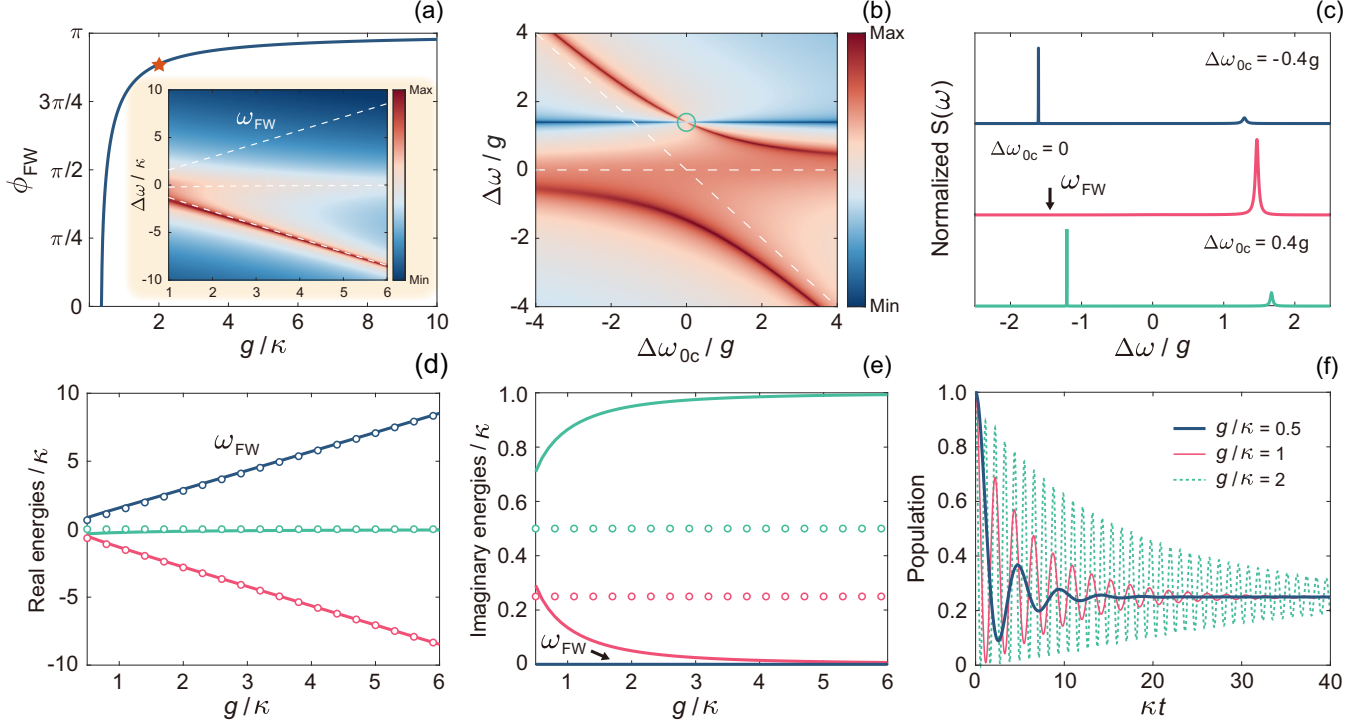 (a)
π
3π/4
π/2
π/4
0
ϕFW
0
2
4
6
8
10
g/κ
10
5
0
-5
-10
Δω/κ
1
2
3
4
5
6
ωFW
Max
Min
(b)
4
2
0
-2
-4
Δω/g
-4
-2
0
2
4
Δω0c/g
Max
Min
(c)
Normalized S(ω)
Δω0c = -0.4g
Δω0c = 0
ωFW
Δω0c = 0.4g
-2
-1
0
1
2
Δω/g
(d)
10
5
0
-5
-10
Real energies/κ
ωFW
1
2
3
4
5
6
g/κ
(e)
1.0
0.8
0.6
0.4
0.2
0
Imaginary energies/κ
ωFW
1
2
3
4
5
6
g/κ
(f)
1.0
0.8
0.6
0.4
0.2
0
Population
g/κ = 0.5
g/κ = 1
g/κ = 2
0
10
20
30
40
κt